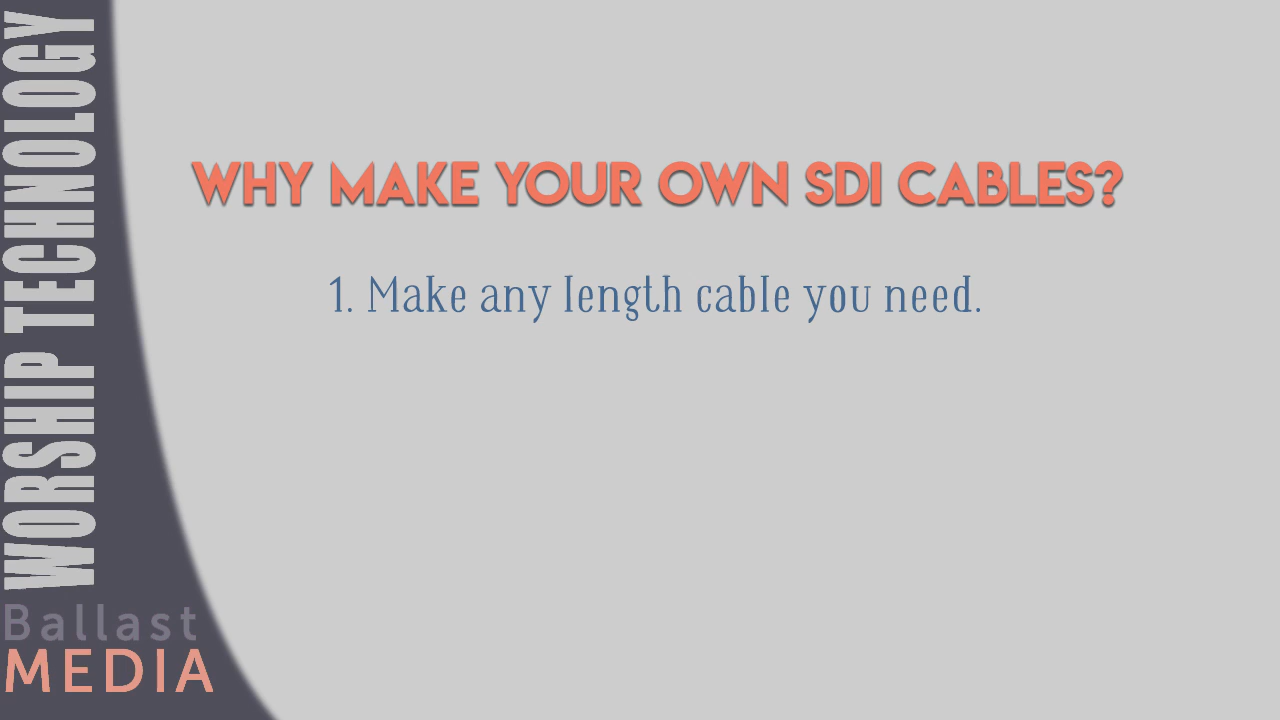 WORSHIP TECHNOLOGY
WHY MAKE YOUR OWN SDI CABLES?
1. Make any length cable you need.
Ballast
MEDIA